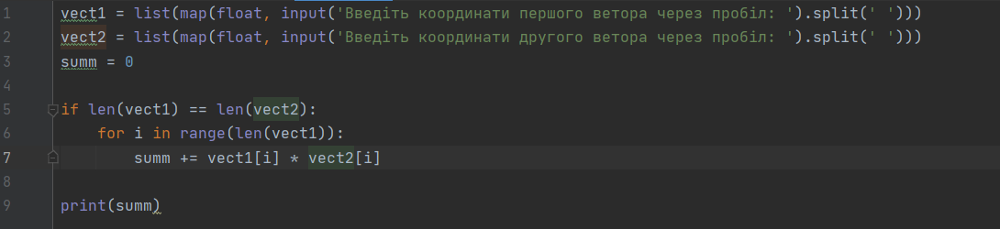 1 vect1 = list(map(float, input('Введіть координати першого ветора через пробіл: ').split(' ')))
2 vect2 = list(map(float, input('Введіть координати другого ветора через пробіл: ').split(' ')))
3 summ = 0
4
5 if len(vect1) == len(vect2):
6     for i in range(len(vect1)):
7         summ += vect1[i] * vect2[i]
8
9 print(summ)